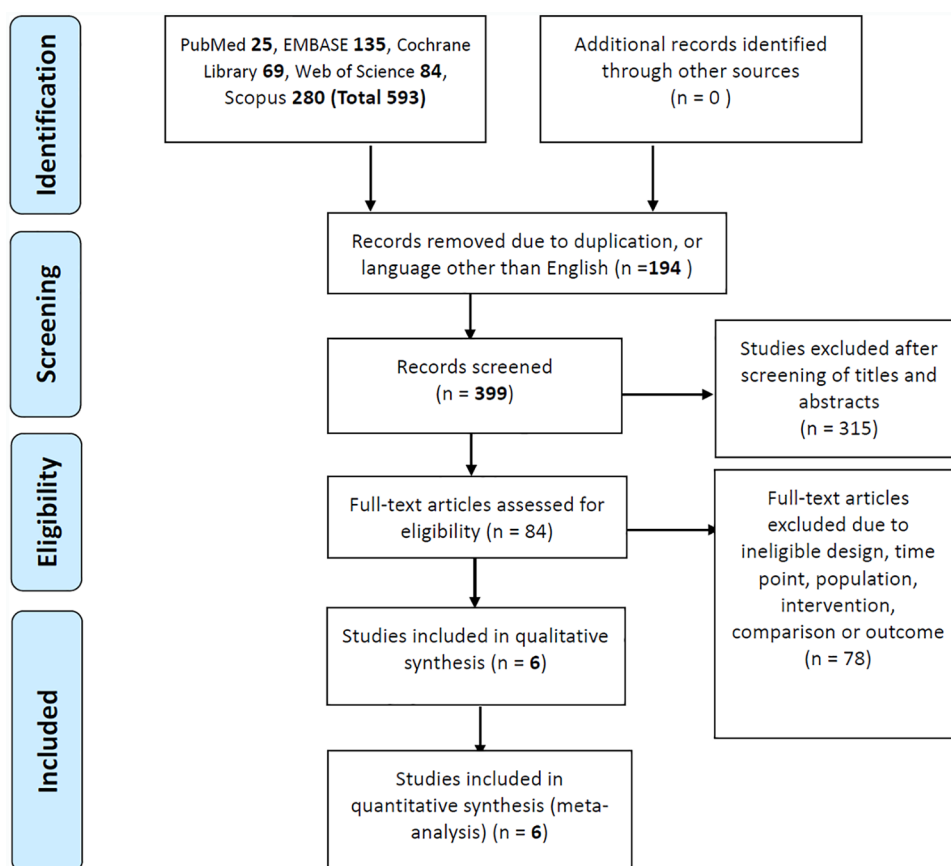 Identification
PubMed 25, EMBASE 135, Cochrane
Library 69, Web of Science 84,
Scopus 280 (Total 593)
Additional records identified
through other sources
(n = 0 )
Records removed due to duplication, or
language other than English (n =194 )
Screening
Records screened
(n = 399)
Studies excluded after
screening of titles and
abstracts
(n = 315)
Eligibility
Full-text articles assessed for
eligibility (n = 84)
Full-text articles
excluded due to
ineligible design, time
point, population,
intervention,
comparison or outcome
(n = 78)
Included
Studies included in qualitative
synthesis (n = 6)
Studies included in
quantitative synthesis (meta-
analysis) (n = 6)